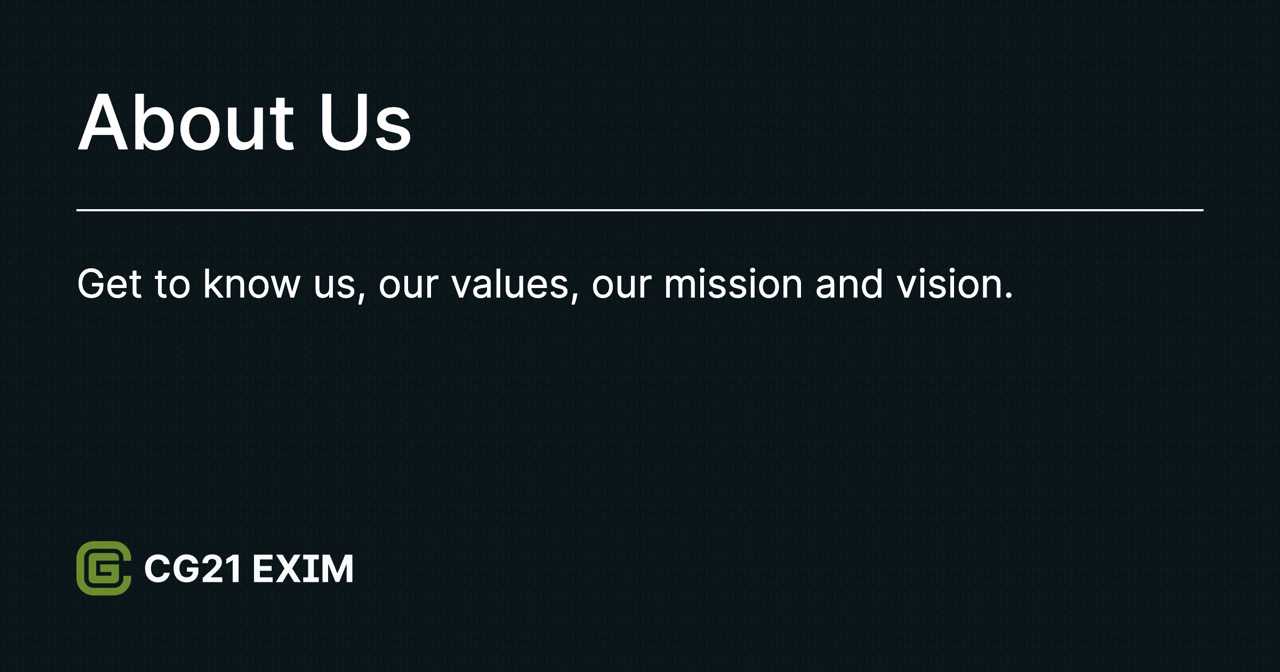 About Us
Get to know us, our values, our mission and vision.
CG21 EXIM